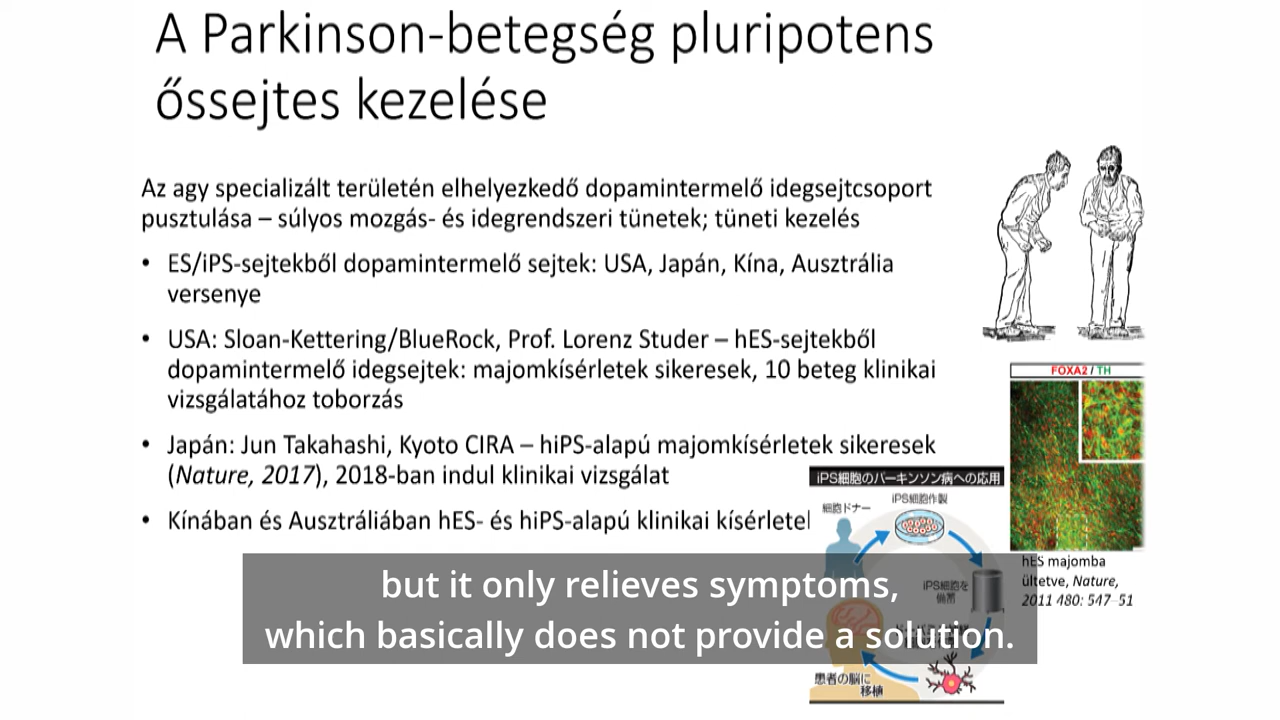 A Parkinson-betegség pluripotens
őssejtes kezelése
Az agy specializált területén elhelyezkedő dopamintermelő idegsejtcsoport
pusztulása – súlyos mozgás- és idegrendszeri tünetek; tüneti kezelés
• ES/iPS-sejtekből dopamintermelő sejtek: USA, Japán, Kína, Ausztrália
versenye
• USA: Sloan-Kettering/BlueRock, Prof. Lorenz Studer – hES-sejtekből
dopamintermelő idegsejtek: majomkísérletek sikeresek, 10 beteg klinikai
vizsgálatához toborzás
• Japán: Jun Takahashi, Kyoto CIRA – hiPS-alapú majomkísérletek sikeresek
(Nature, 2017), 2018-ban indul klinikai vizsgálat
• Kínában és Ausztráliában hES- és hiPS-alapú klinikai
FOXA2 / TH
hES majomba
ültetve, Nature,
2011 480: 547–51
iPS細胞のパーキンソン病への応用
iPS細胞作製
細胞ドナー
iPS細胞を
備蓄
患者の脳に
移植
but it only relieves symptoms,
which basically does not provide a solution.